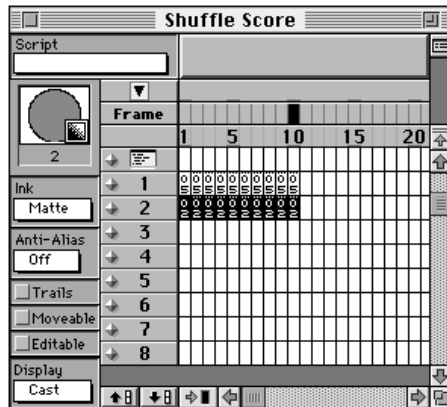 Shuffle Score
Script
Frame
1 5 10 15 20
2
Ink
Matte
Anti-Alias
Off
Trails
Moveable
Editable
Display
Cast
1
2
3
4
5
6
7
8